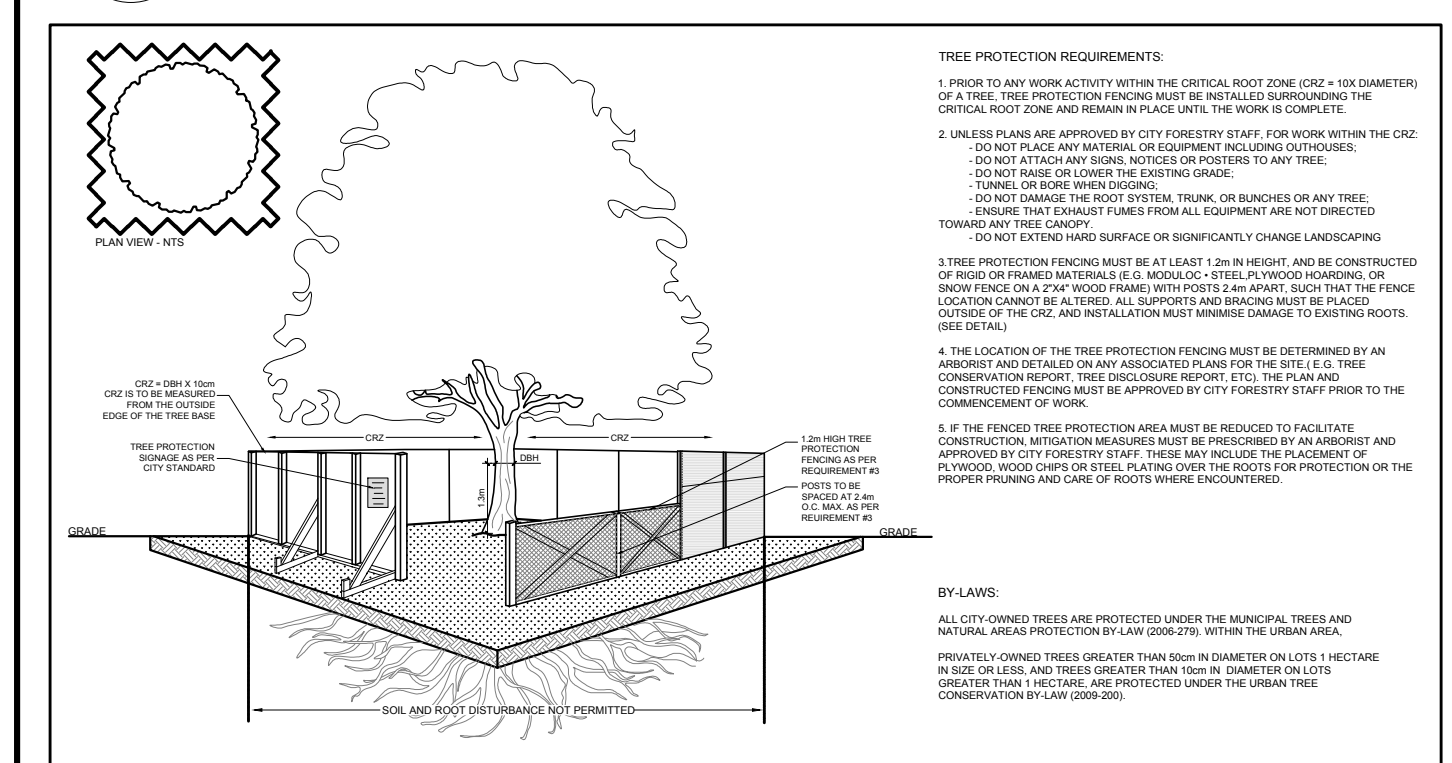 PLAN VIEW - NTS
CRZ = DBH X 10cm
CRZ IS TO BE MEASURED
FROM THE OUTSIDE
EDGE OF THE TREE BASE
TREE PROTECTION
SIGNAGE AS PER
CITY STANDARD
CRZ
CRZ
DBH
1.3m
1.2m HIGH TREE
PROTECTION
FENCING AS PER
REQUIREMENT #3
POSTS TO BE
SPACED AT 2.4m
O.C. MAX. AS PER
REUIREMENT #3
GRADE
GRADE
SOIL AND ROOT DISTURBANCE NOT PERMITTED
TREE PROTECTION REQUIREMENTS:
1. PRIOR TO ANY WORK ACTIVITY WITHIN THE CRITICAL ROOT ZONE (CRZ = 10X DIAMETER)
OF A TREE, TREE PROTECTION FENCING MUST BE INSTALLED SURROUNDING THE
CRITICAL ROOT ZONE AND REMAIN IN PLACE UNTIL THE WORK IS COMPLETE.
2. UNLESS PLANS ARE APPROVED BY CITY FORESTRY STAFF, FOR WORK WITHIN THE CRZ:
- DO NOT PLACE ANY MATERIAL OR EQUIPMENT INCLUDING OUTHOUSES;
- DO NOT ATTACH ANY SIGNS, NOTICES OR POSTERS TO ANY TREE;
- DO NOT RAISE OR LOWER THE EXISTING GRADE;
- TUNNEL OR BORE WHEN DIGGING;
- DO NOT DAMAGE THE ROOT SYSTEM, TRUNK, OR BUNCHES OR ANY TREE;
- ENSURE THAT EXHAUST FUMES FROM ALL EQUIPMENT ARE NOT DIRECTED
TOWARD ANY TREE CANOPY.
- DO NOT EXTEND HARD SURFACE OR SIGNIFICANTLY CHANGE LANDSCAPING
3.TREE PROTECTION FENCING MUST BE AT LEAST 1.2m IN HEIGHT, AND BE CONSTRUCTED
OF RIGID OR FRAMED MATERIALS (E.G. MODULOC • STEEL,PLYWOOD HOARDING, OR
SNOW FENCE ON A 2"X4" WOOD FRAME) WITH POSTS 2.4m APART, SUCH THAT THE FENCE
LOCATION CANNOT BE ALTERED. ALL SUPPORTS AND BRACING MUST BE PLACED
OUTSIDE OF THE CRZ, AND INSTALLATION MUST MINIMISE DAMAGE TO EXISTING ROOTS.
(SEE DETAIL)
4. THE LOCATION OF THE TREE PROTECTION FENCING MUST BE DETERMINED BY AN
ARBORIST AND DETAILED ON ANY ASSOCIATED PLANS FOR THE SITE.( E.G. TREE
CONSERVATION REPORT, TREE DISCLOSURE REPORT, ETC). THE PLAN AND
CONSTRUCTED FENCING MUST BE APPROVED BY CITY FORESTRY STAFF PRIOR TO THE
COMMENCEMENT OF WORK.
5. IF THE FENCED TREE PROTECTION AREA MUST BE REDUCED TO FACILITATE
CONSTRUCTION, MITIGATION MEASURES MUST BE PRESCRIBED BY AN ARBORIST AND
APPROVED BY CITY FORESTRY STAFF. THESE MAY INCLUDE THE PLACEMENT OF
PLYWOOD, WOOD CHIPS OR STEEL PLATING OVER THE ROOTS FOR PROTECTION OR THE
PROPER PRUNING AND CARE OF ROOTS WHERE ENCOUNTERED.
BY-LAWS:
ALL CITY-OWNED TREES ARE PROTECTED UNDER THE MUNICIPAL TREES AND
NATURAL AREAS PROTECTION BY-LAW (2006-279). WITHIN THE URBAN AREA,
PRIVATELY-OWNED TREES GREATER THAN 50cm IN DIAMETER ON LOTS 1 HECTARE
IN SIZE OR LESS, AND TREES GREATER THAN 10cm IN DIAMETER ON LOTS
GREATER THAN 1 HECTARE, ARE PROTECTED UNDER THE URBAN TREE
CONSERVATION BY-LAW (2009-200).